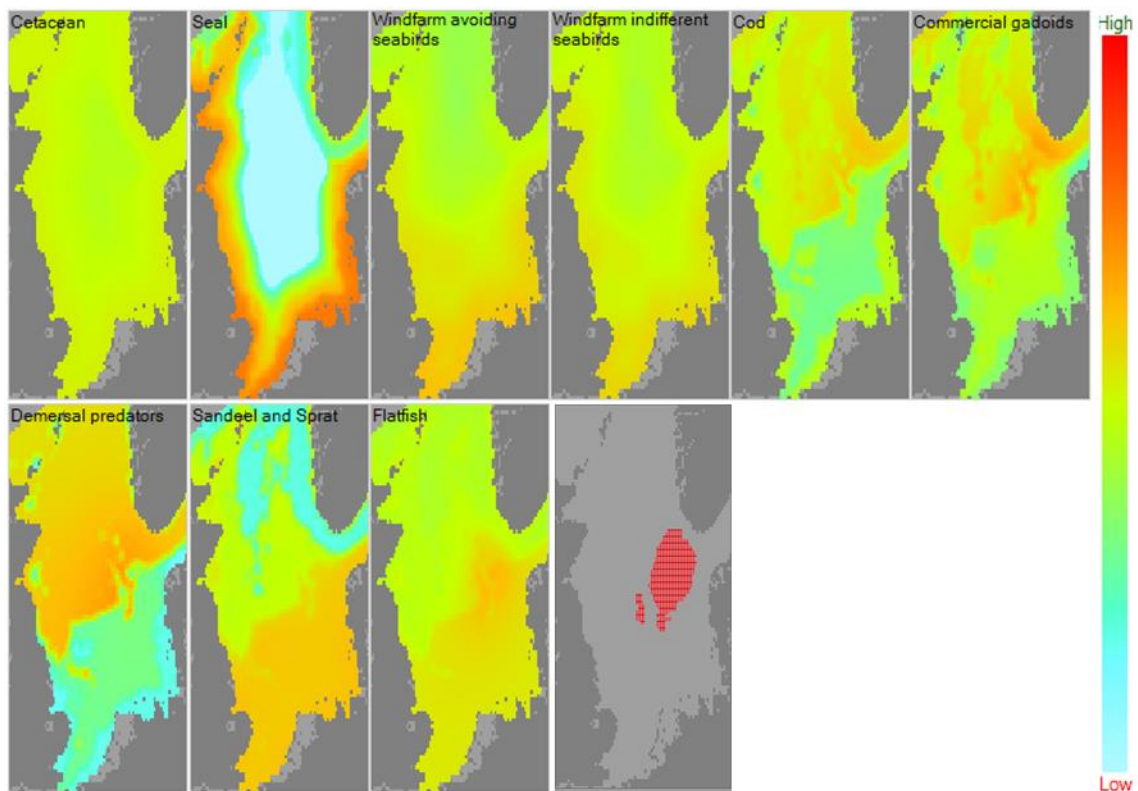 Cetacean
Seal
Windfarm avoiding
seabirds
Windfarm indifferent
seabirds
Cod
Commercial gadoids
High
Demersal predators
Sandeel and Sprat
Flatfish
Low